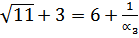 √11 + 3 = 6 + 1/α₃